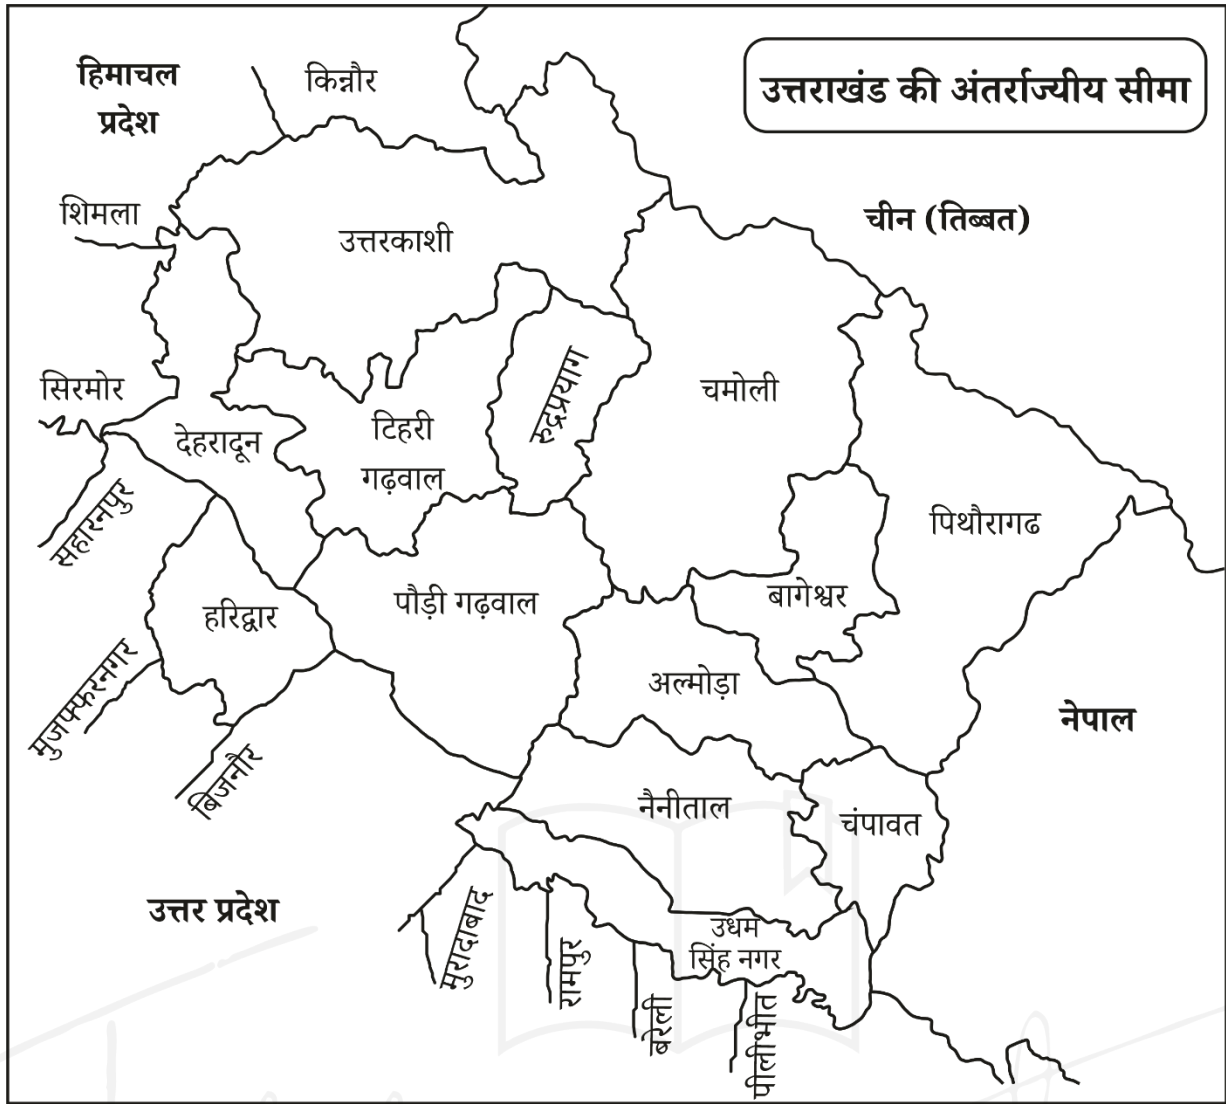 हिमाचल
प्रदेश
किन्नौर
उत्तराखंड की अंतर्राज्यीय सीमा
शिमला
चीन (तिब्बत)
उत्तरकाशी
सिरमोर
देहरादून
टिहरी
गढ़वाल
रुद्रप्रयाग
चमोली
सहारनपुर
पिथौरागढ
हरिद्वार
पौड़ी गढ़वाल
बागेश्वर
मुजफ्फरनगर
अल्मोड़ा
नेपाल
बिजनौर
नैनीताल
चंपावत
उत्तर प्रदेश
मुरादाबाद
रामपुर
उधम
सिंह नगर
बरेली
पीलीभीत